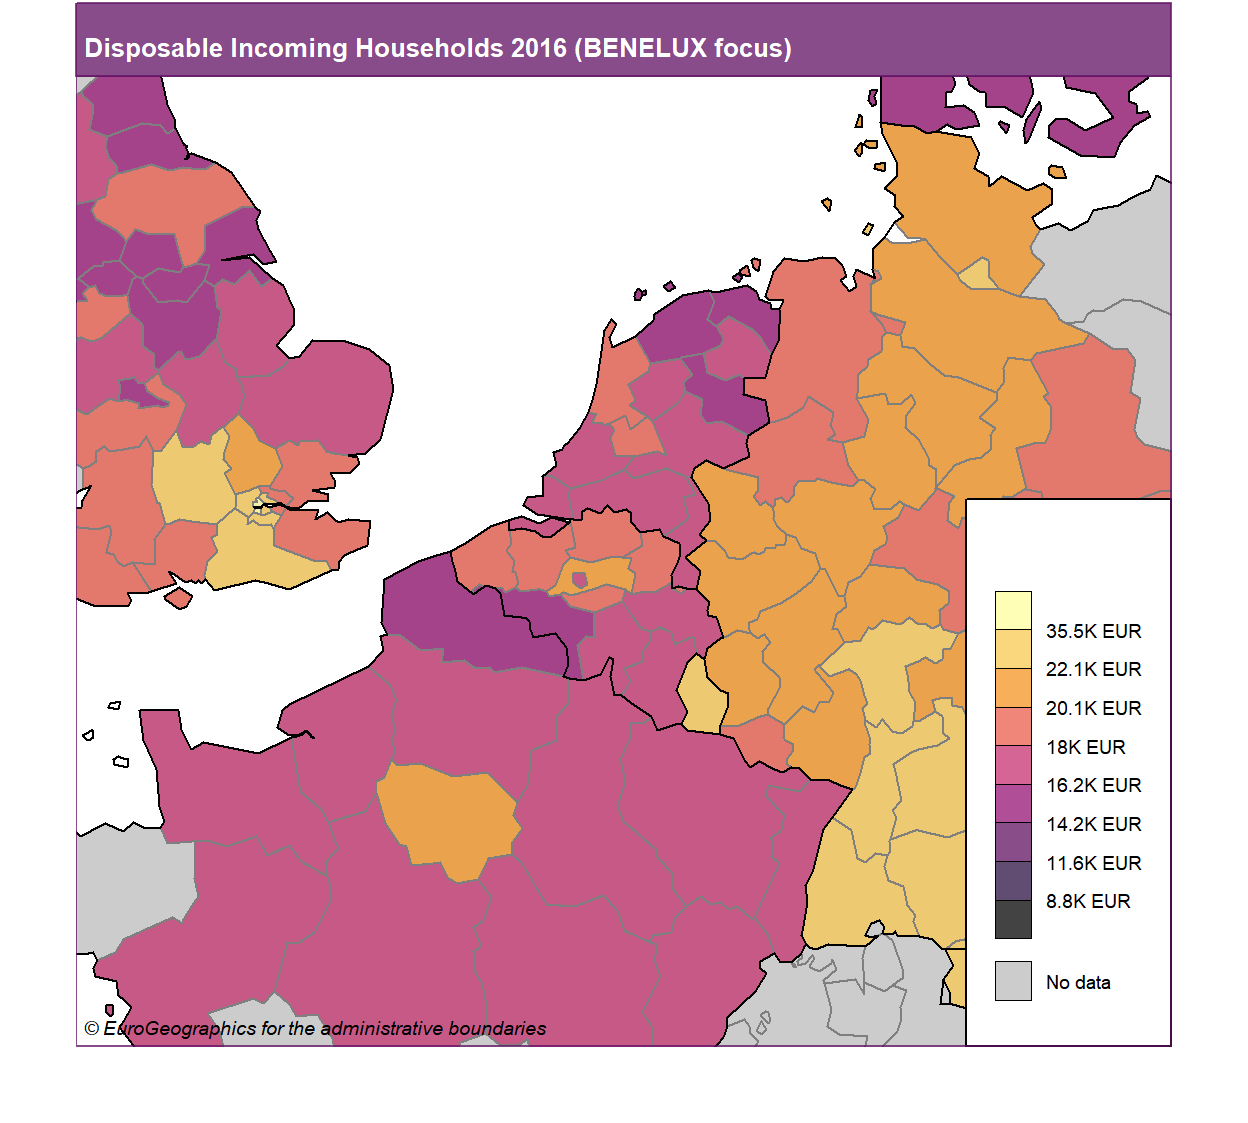 Disposable Incoming Households 2016 (BENELUX focus)
35.5K EUR
22.1K EUR
20.1K EUR
18K EUR
16.2K EUR
14.2K EUR
11.6K EUR
8.8K EUR
No data
© EuroGeographics for the administrative boundaries